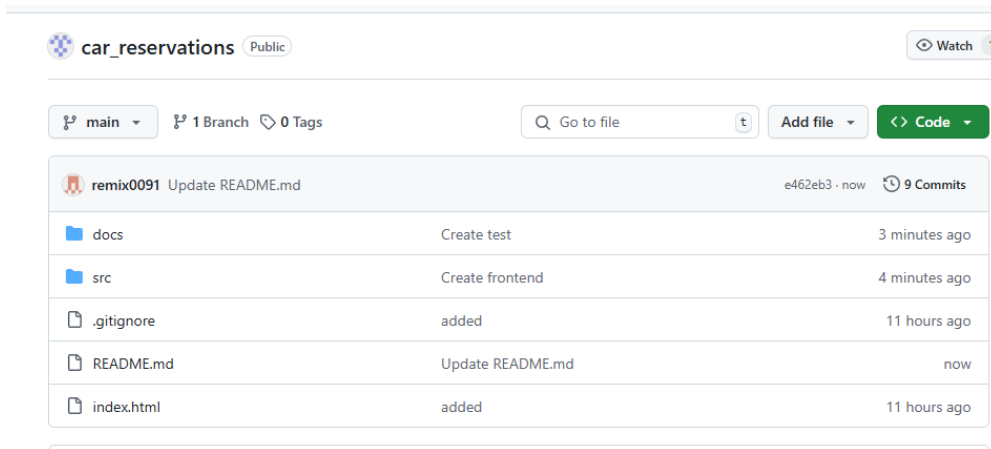 car_reservations Public Watch
main 1 Branch 0 Tags Go to file t Add file Code
remix0091 Update README.md e462eb3 · now 9 Commits
docs Create test 3 minutes ago
src Create frontend 4 minutes ago
.gitignore added 11 hours ago
README.md Update README.md now
index.html added 11 hours ago